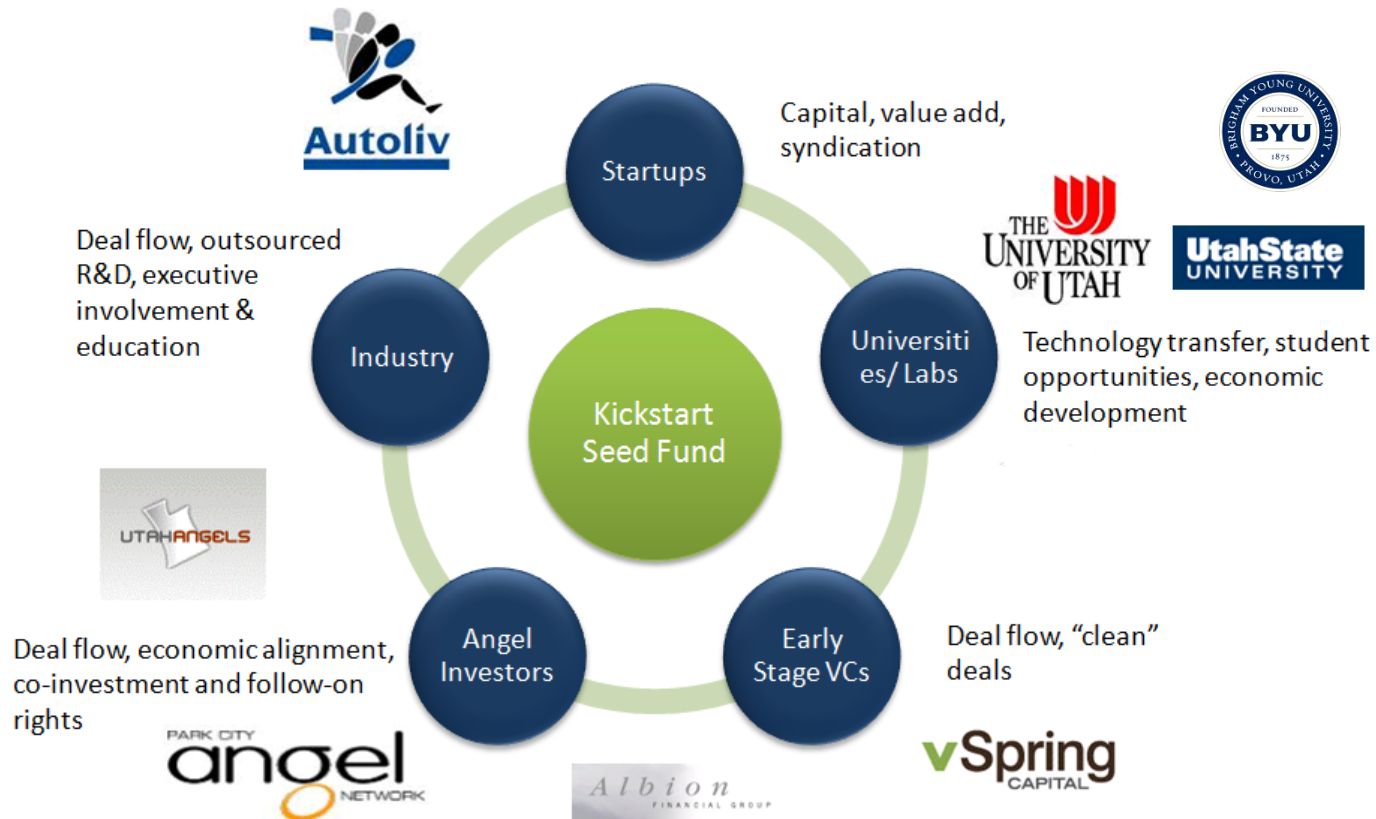 Autoliv
Startups
Capital, value add,
syndication
BRIGHAM YOUNG UNIVERSITY
FOUNDED
BYU
1875
PROVO, UTAH
THE
UNIVERSITY
OF UTAH
UtahState
UNIVERSITY
Deal flow, outsourced
R&D, executive
involvement &
education
Industry
Universiti
es/ Labs
Technology transfer, student
opportunities, economic
development
Kickstart
Seed Fund
UTAHANGELS
Angel
Investors
Early
Stage VCs
Deal flow, “clean”
deals
Deal flow, economic alignment,
co-investment and follow-on
rights
PARK CITY
angel
NETWORK
Albion
FINANCIAL GROUP
vSpring
CAPITAL